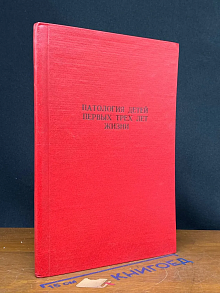 ПАТОЛОГИЯ ДЕТЕЙ
ПЕРВЫХ ТРЕХ ЛЕТ
ЖИЗНИ
КНИГОЕД